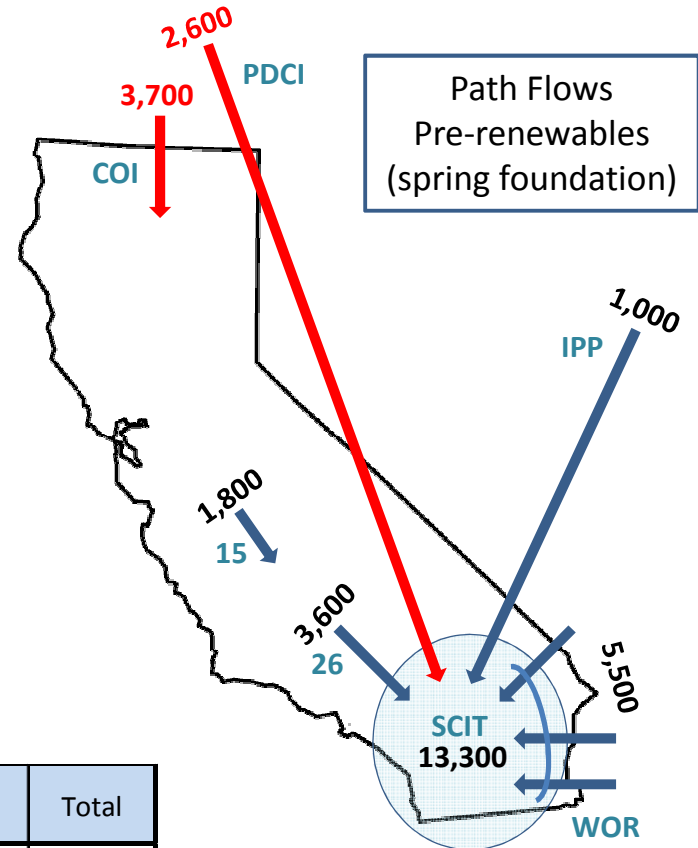 2,600
PDCI
3,700
COI
Path Flows
Pre-renewables
(spring foundation)
1,000
IPP
1,800
15
3,600
26
5,500
SCIT
13,300
WOR
Total